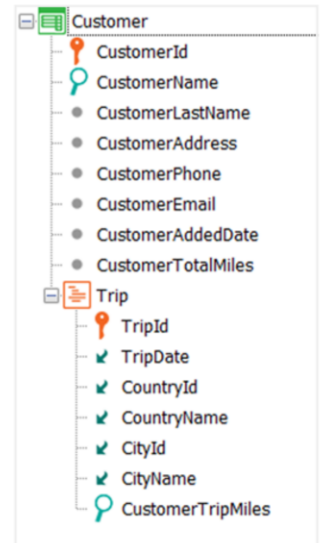 Customer
CustomerId
CustomerName
CustomerLastName
CustomerAddress
CustomerPhone
CustomerEmail
CustomerAddedDate
CustomerTotalMiles
Trip
TripId
TripDate
CountryId
CountryName
CityId
CityName
CustomerTripMiles